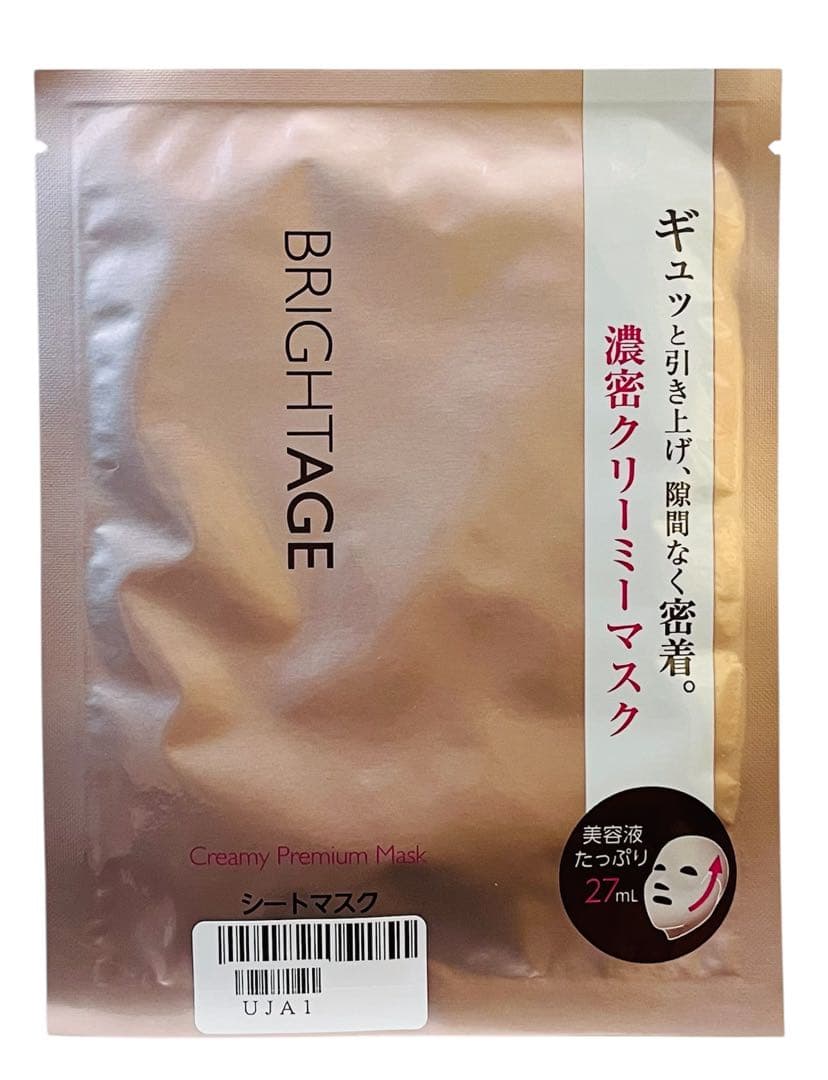 ギュッと引き上げ、隙間なく密着。
濃密クリーミーマスク
BRIGHTAGE
美容液
たっぷり
27mL
Creamy Premium Mask
シートマスク
UJA1